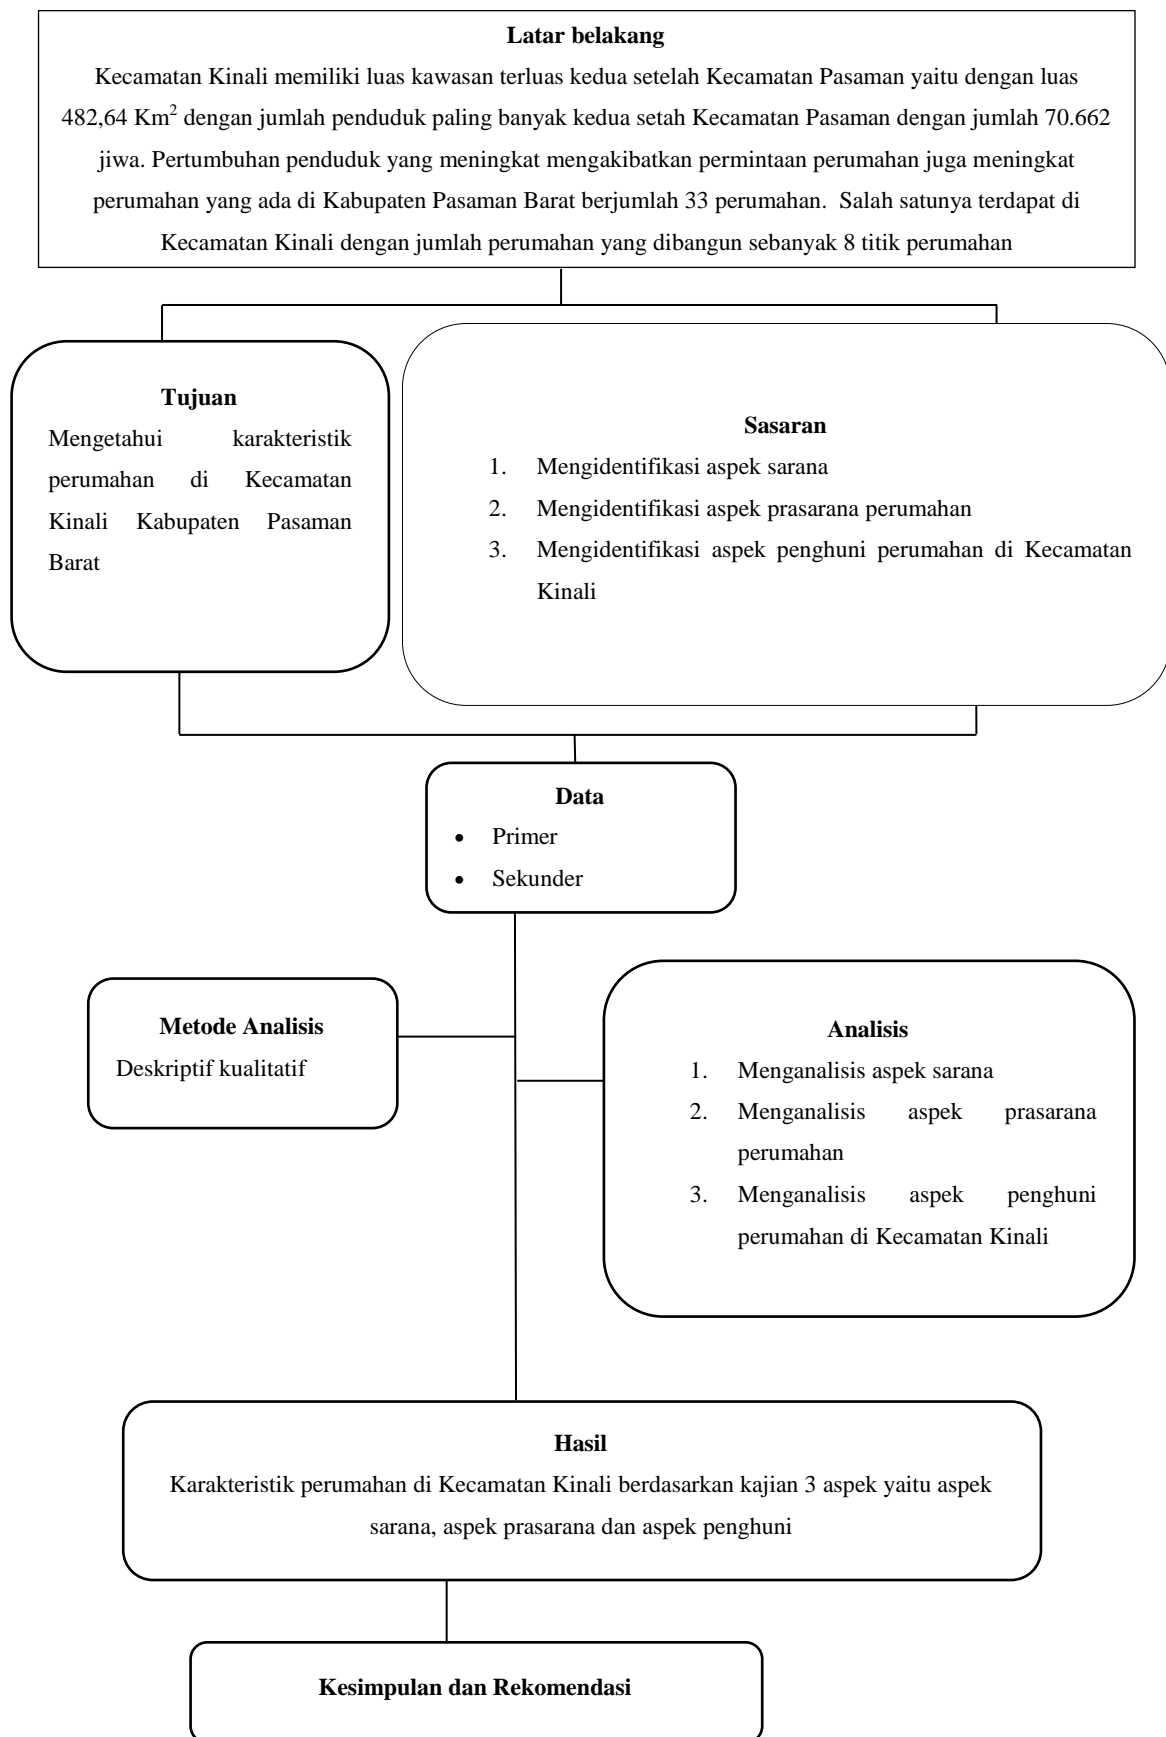 Latar belakang
Kecamatan Kinali memiliki luas kawasan terluas kedua setelah Kecamatan Pasaman yaitu dengan luas
482,64 Km² dengan jumlah penduduk paling banyak kedua setah Kecamatan Pasaman dengan jumlah 70.662
jiwa. Pertumbuhan penduduk yang meningkat mengakibatkan permintaan perumahan juga meningkat
perumahan yang ada di Kabupaten Pasaman Barat berjumlah 33 perumahan. Salah satunya terdapat di
Kecamatan Kinali dengan jumlah perumahan yang dibangun sebanyak 8 titik perumahan
Tujuan
Mengetahui karakteristik
perumahan di Kecamatan
Kinali Kabupaten Pasaman
Barat
Sasaran
1. Mengidentifikasi aspek sarana
2. Mengidentifikasi aspek prasarana perumahan
3. Mengidentifikasi aspek penghuni perumahan di Kecamatan
Kinali
Data
• Primer
• Sekunder
Metode Analisis
Deskriptif kualitatif
Analisis
1. Menganalisis aspek sarana
2. Menganalisis aspek prasarana
perumahan
3. Menganalisis aspek penghuni
perumahan di Kecamatan Kinali
Hasil
Karakteristik perumahan di Kecamatan Kinali berdasarkan kajian 3 aspek yaitu aspek
sarana, aspek prasarana dan aspek penghuni
Kesimpulan dan Rekomendasi